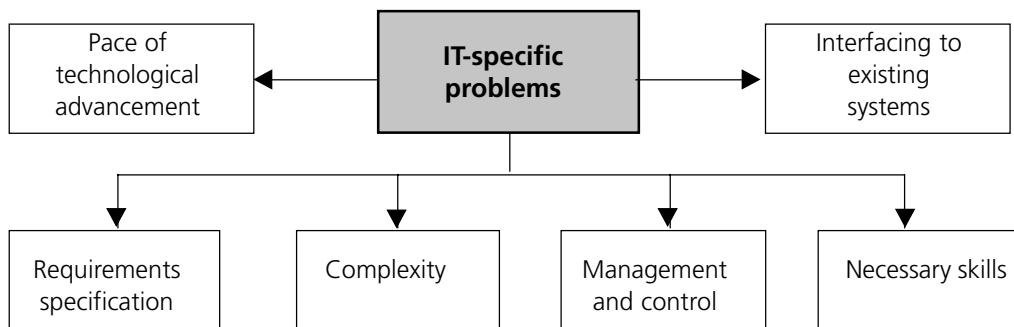 Pace of
technological
advancement
IT-specific
problems
Interfacing to
existing
systems
Requirements
specification
Complexity
Management
and control
Necessary skills